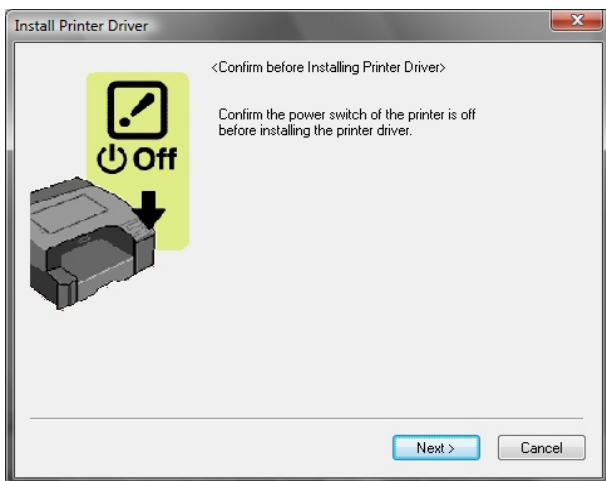 Install Printer Driver
<Confirm before Installing Printer Driver>
Confirm the power switch of the printer is off
before installing the printer driver.
Off
Next >
Cancel